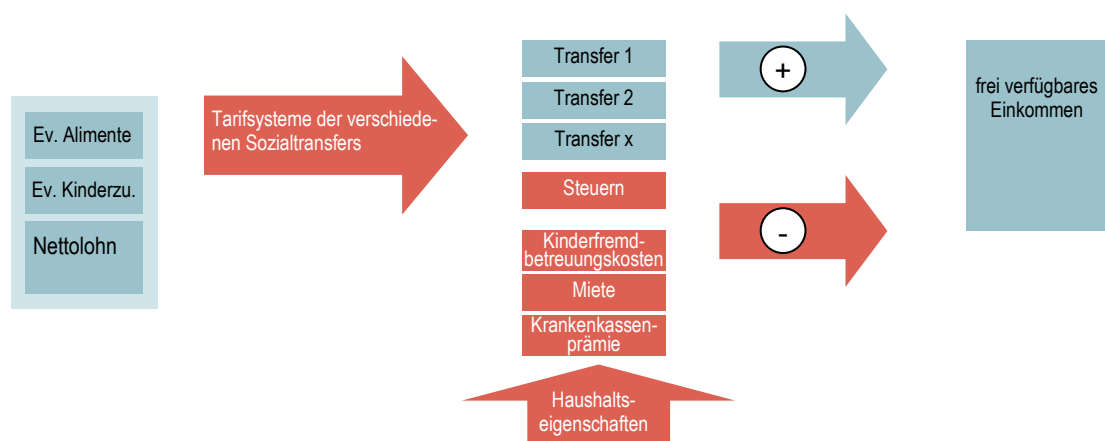 Ev. Alimente
Ev. Kinderzu.
Nettolohn
Tarifsysteme der verschiede-
nen Sozialtransfers
Transfer 1
Transfer 2
Transfer x
Steuern
Kinderfremd-
betreuungskosten
Miete
Krankenkassen-
prämie
Haushalts-
eigenschaften
+
-
frei verfügbares
Einkommen